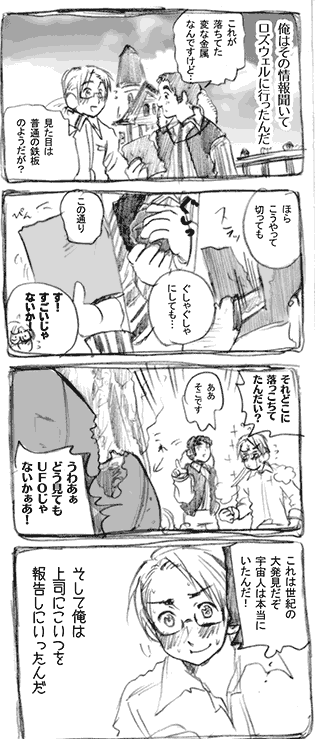 俺はその情報聞いて
ロズウェルに行ったんだ
これが
落ちてた
変な金属
なんですけど…
見た目は
普通の鉄板
のようだが?
ほら
こうやって
切っても
ぐしゃぐしゃ
にしても…
この通り
す!
すごいじゃ
ないか!
それどこに
落っこちて
たんだい?
ああ
そこです
うわあぁ
どう見ても
UFOじゃ
ないかぁあ!
これは世紀の
大発見だぞ
宇宙人は本当に
いたんだ!
そして俺は
上司にこいつを
報告しにいったんだ